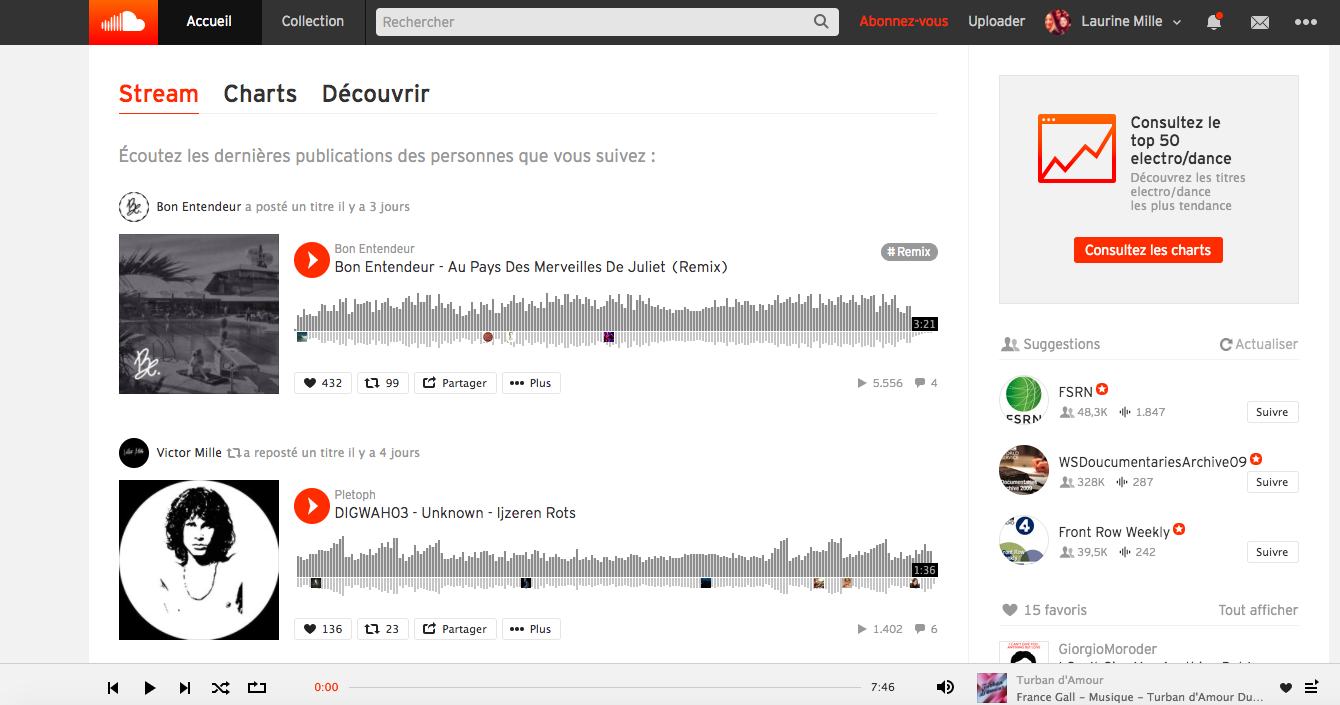 Accueil
Collection
Rechercher
Abonnez-vous
Uploader
Laurine Mille
Stream
Charts
Découvrir
Écoutez les dernières publications des personnes que vous suivez :
Bon Entendeur a posté un titre il y a 3 jours
Bon Entendeur
# Remix
Bon Entendeur - Au Pays Des Merveilles De Juliet (Remix)
3:21
Be.
432
99
Partager
Plus
5.556
4
Victor Mille a reposté un titre il y a 4 jours
Pletoph
DIGWAH03 - Unknown - Ijzeren Rots
1:36
136
23
Partager
Plus
1.402
6
Consultez le
top 50
electro/dance
Découvrez les titres
electro/dance
les plus tendance
Consultez les charts
Suggestions
Actualiser
FSRN
FSRN
48,3K
1.847
Suivre
WSDoucumentariesArchive09
328K
287
Suivre
4
Front Row Weekly
39,5K
242
Suivre
15 favoris
Tout afficher
GiorgioMoroder
0:00
7:46
Turban d'Amour
France Gall – Musique – Turban d'Amour Du...